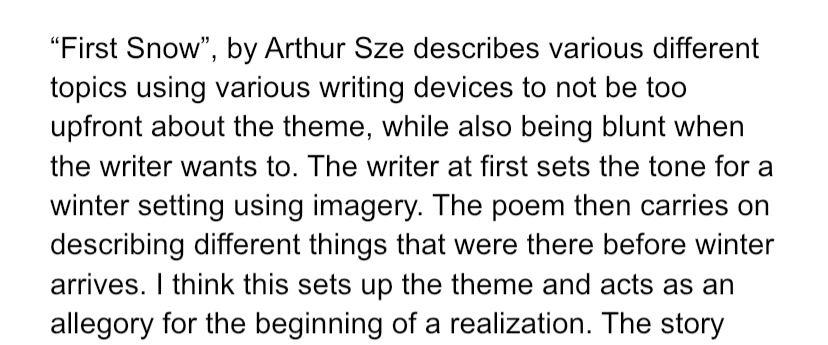 “First Snow”, by Arthur Sze describes various different
topics using various writing devices to not be too
upfront about the theme, while also being blunt when
the writer wants to. The writer at first sets the tone for a
winter setting using imagery. The poem then carries on
describing different things that were there before winter
arrives. I think this sets up the theme and acts as an
allegory for the beginning of a realization. The story